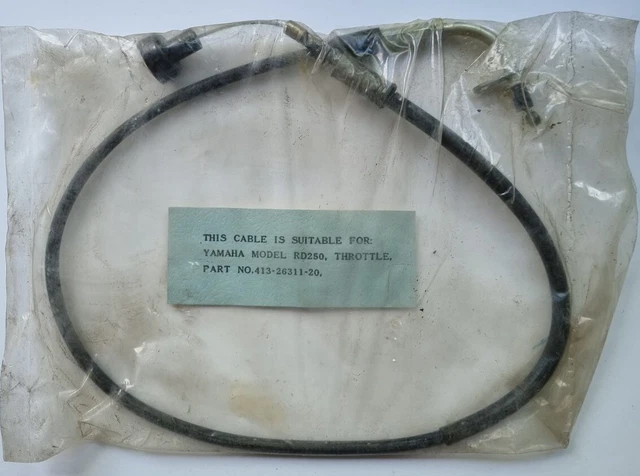 THIS CABLE IS SUITABLE FOR:
YAMAHA MODEL RD250, THROTTLE.
PART NO.413-26311-20.